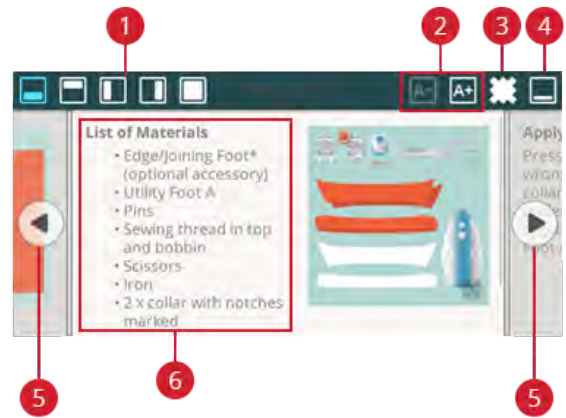 1
2
3
4
A-
A+
List of Materials
• Edge/Joining Foot*
(optional accessory)
• Utility Foot A
• Pins
• Sewing thread in top
and bobbin
• Scissors
• Iron
• 2 x collar with notches
marked
Apply
Press
5
6
5